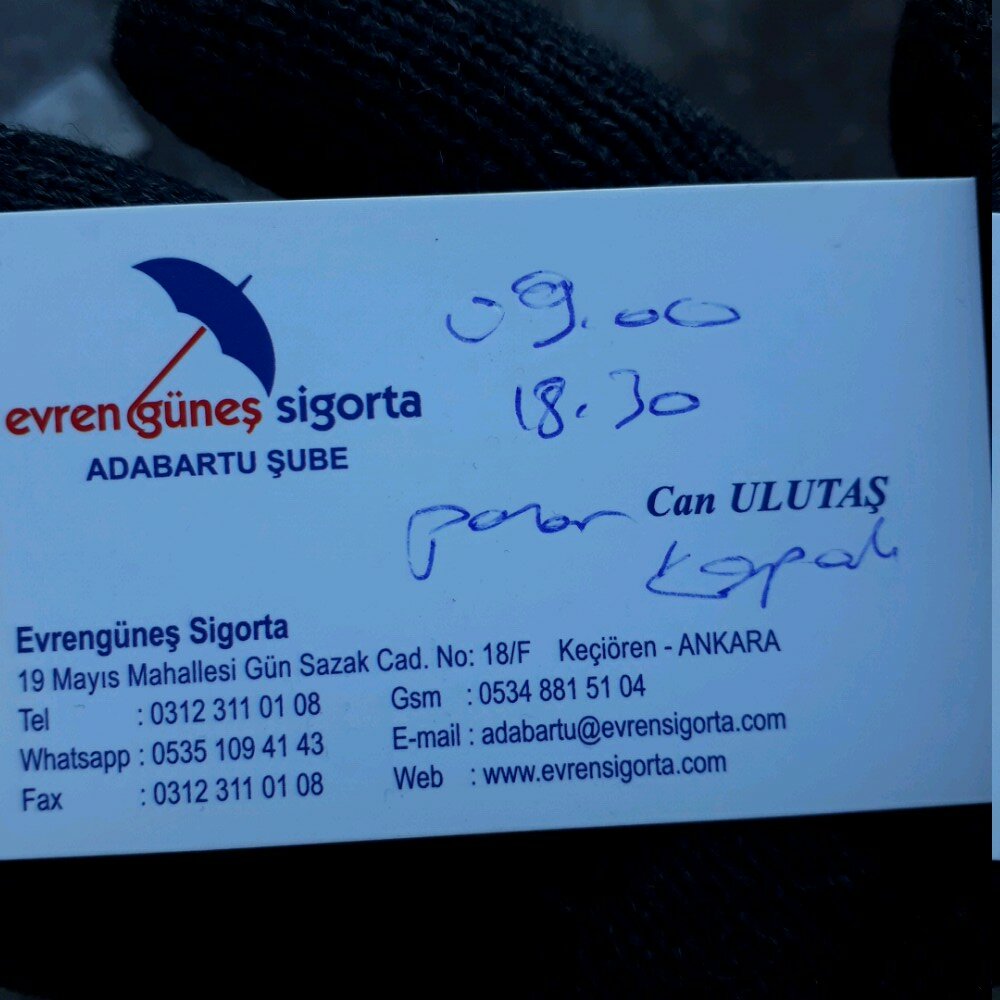 09.00
18.30
evrengüneş sigorta
ADABARTU ŞUBE
Can ULUTAŞ
pazar
kapalı
Evrengüneş Sigorta
19 Mayıs Mahallesi Gün Sazak Cad. No: 18/F Keçiören - ANKARA
Tel : 0312 311 01 08 Gsm : 0534 881 51 04
Whatsapp : 0535 109 41 43 E-mail : adabartu@evrensigorta.com
Fax : 0312 311 01 08 Web : www.evrensigorta.com